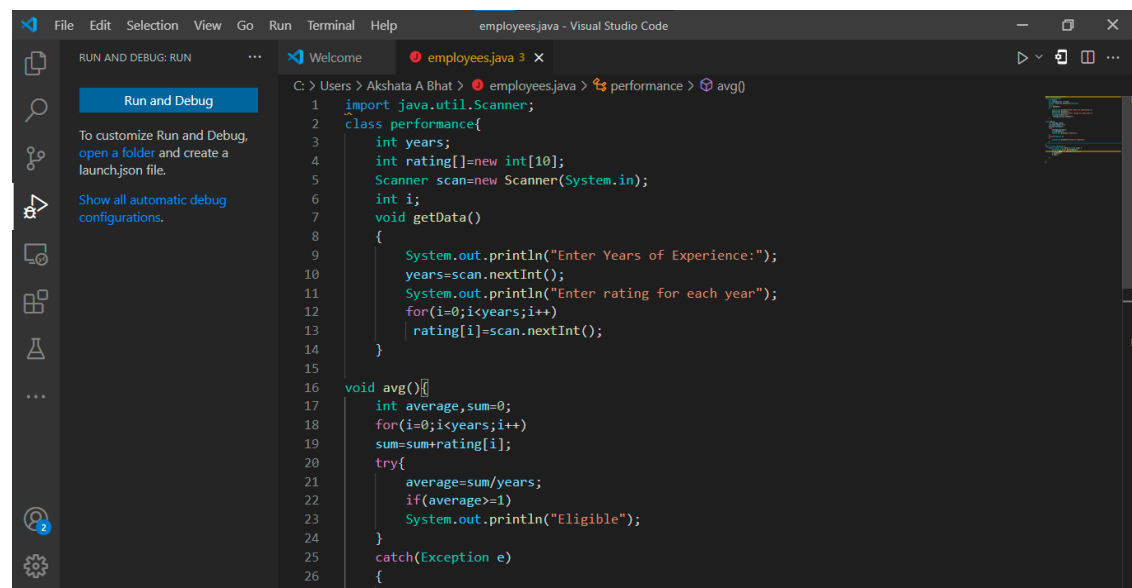 File Edit Selection View Go Run Terminal Help employees.java - Visual Studio Code
RUN AND DEBUG: RUN ...
Run and Debug
To customize Run and Debug,
open a folder and create a
launch.json file.
Show all automatic debug
configurations.
2
Welcome employees.java 3
C: > Users > Akshata A Bhat > employees.java > performance > avg()
1 import java.util.Scanner;
2 class performance{
3 int years;
4 int rating[]=new int[10];
5 Scanner scan=new Scanner(System.in);
6 int i;
7 void getData()
8 {
9 System.out.println("Enter Years of Experience:");
10 years=scan.nextInt();
11 System.out.println("Enter rating for each year");
12 for(i=0;i<years;i++)
13 rating[i]=scan.nextInt();
14 }
15
16 void avg(){
17 int average,sum=0;
18 for(i=0;i<years;i++)
19 sum=sum+rating[i];
20 try{
21 average=sum/years;
22 if(average>=1)
23 System.out.println("Eligible");
24 }
25 catch(Exception e)
26 {